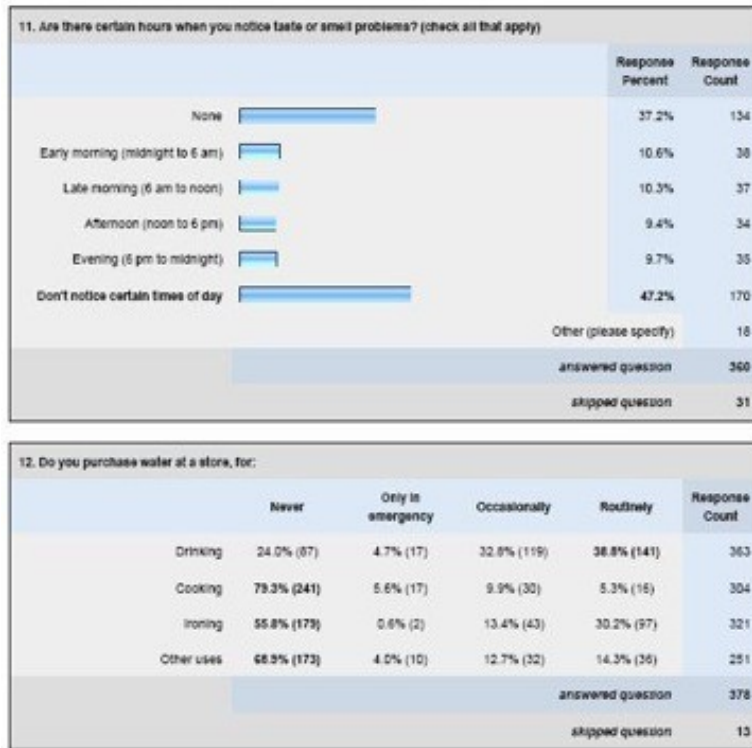 11. Are there certain hours when you notice taste or smell problems? (check all that apply)
Response Percent Response Count
None 37.2% 134
Early morning (midnight to 6 am) 10.6% 38
Late morning (6 am to noon) 10.3% 37
Afternoon (noon to 6 pm) 9.4% 34
Evening (6 pm to midnight) 9.7% 35
Don't notice certain times of day 47.2% 170
Other (please specify) 18
answered question 360
skipped question 31
12. Do you purchase water at a store, for:
Never Only in emergency Occasionally Routinely Response Count
Drinking 24.0% (87) 4.7% (17) 32.8% (119) 38.8% (141) 363
Cooking 79.3% (241) 5.6% (17) 9.9% (30) 5.3% (16) 304
Ironing 55.8% (179) 0.6% (2) 13.4% (43) 30.2% (97) 321
Other uses 68.9% (173) 4.0% (10) 12.7% (32) 14.3% (36) 251
answered question 378
skipped question 13